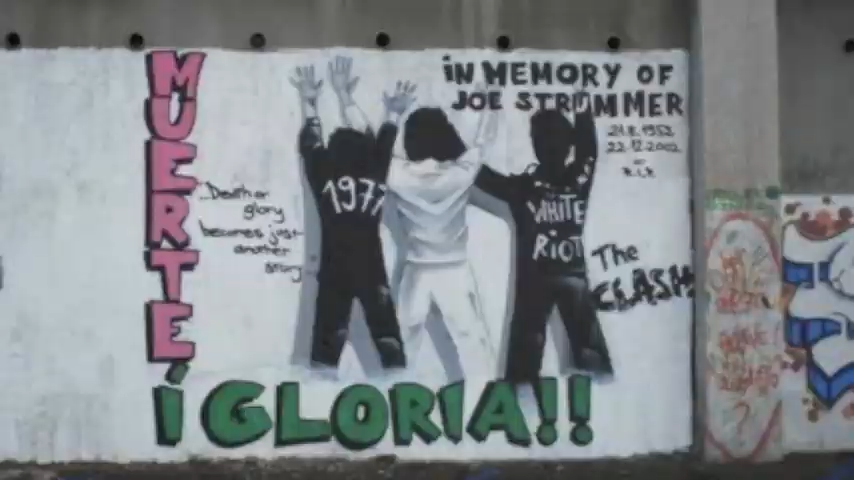 MUERTE
Í GLORIA!!
IN MEMORY OF
JOE STRUMMER
21.8.1952
22.12.2002
R.I.P.
...Death or
glory
becomes just
another
story
1977
WHITE
RIOT
The
CLASH